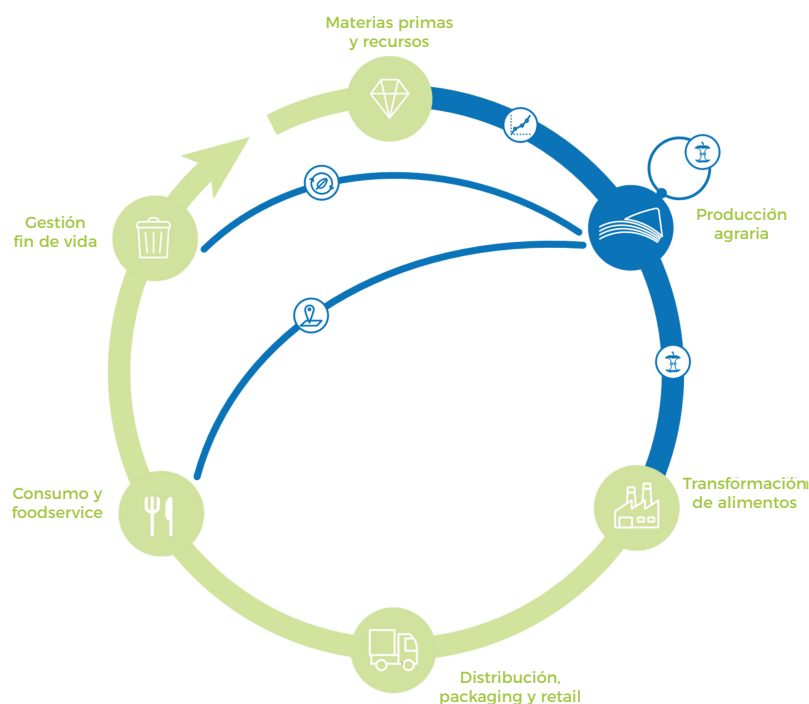 Materias primas
y recursos
Producción
agraria
Gestión
fin de vida
Consumo y
foodservice
Transformación
de alimentos
Distribución,
packaging y retail